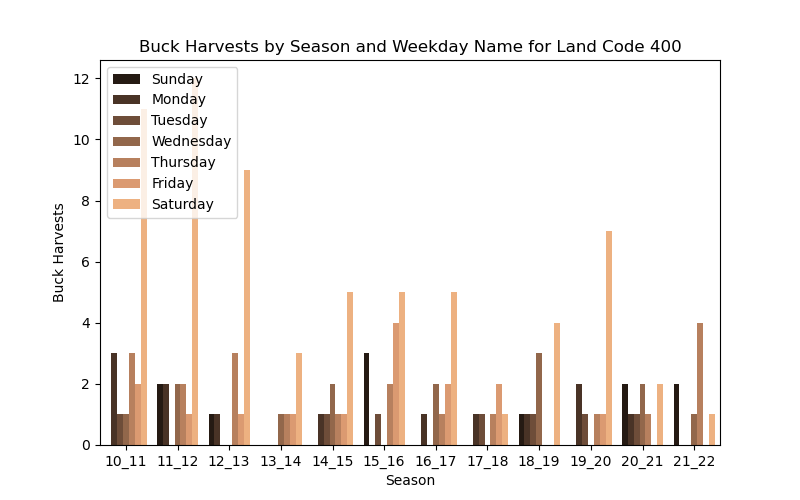 Buck Harvests by Season and Weekday Name for Land Code 400
Sunday
Monday
Tuesday
Wednesday
Thursday
Friday
Saturday
12
10
8
6
4
2
0
Buck Harvests
10_11 11_12 12_13 13_14 14_15 15_16 16_17 17_18 18_19 19_20 20_21 21_22
Season